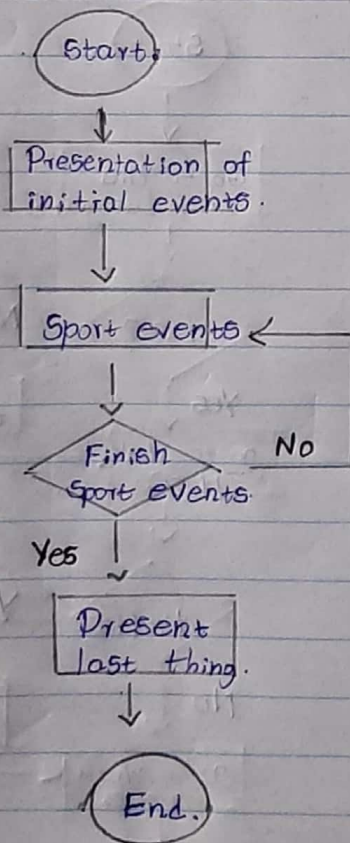 Start.
Presentation of
initial events.
Sport events
Finish
No
Sport events.
Yes
Present
last thing.
End.